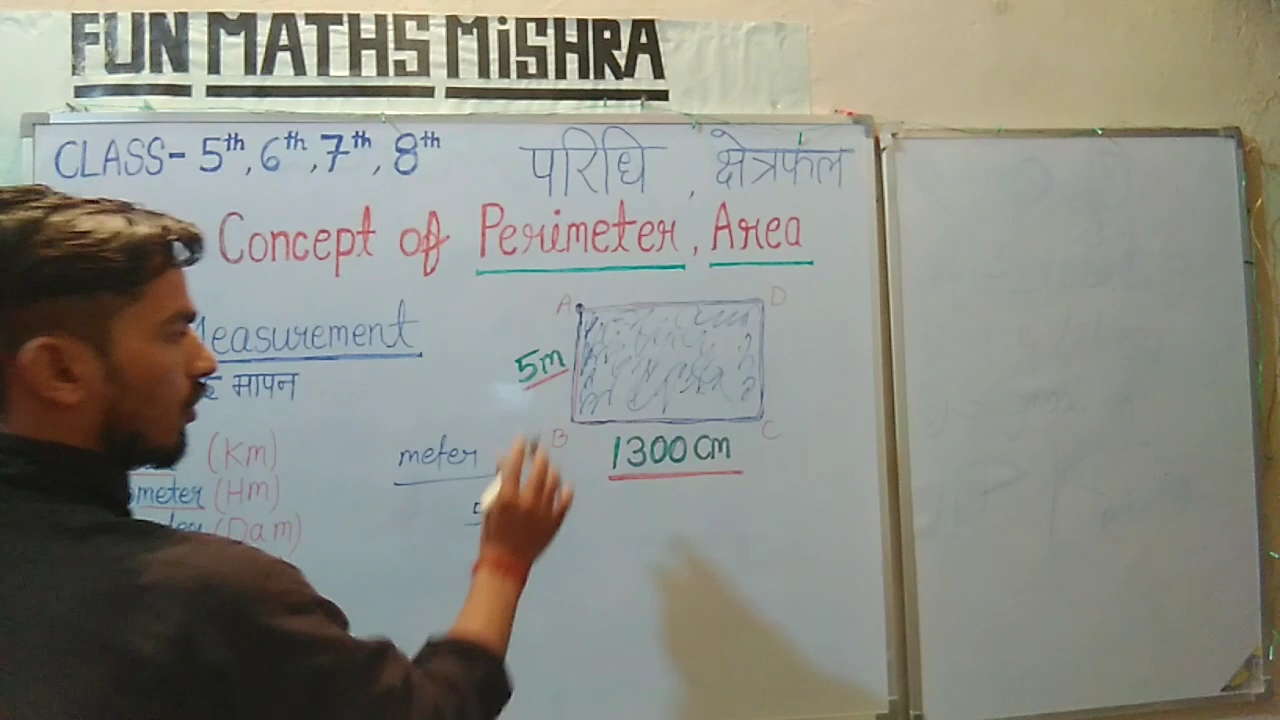 FUN MATHS MiSHRA
CLASS- 5th, 6th, 7th, 8th
परिधि, क्षेत्रफल
Concept of Perimeter, Area
Measurement
मापन
A
D
5m
B
C
1300 cm
(Km)
meter
(Hm)
(Dam)